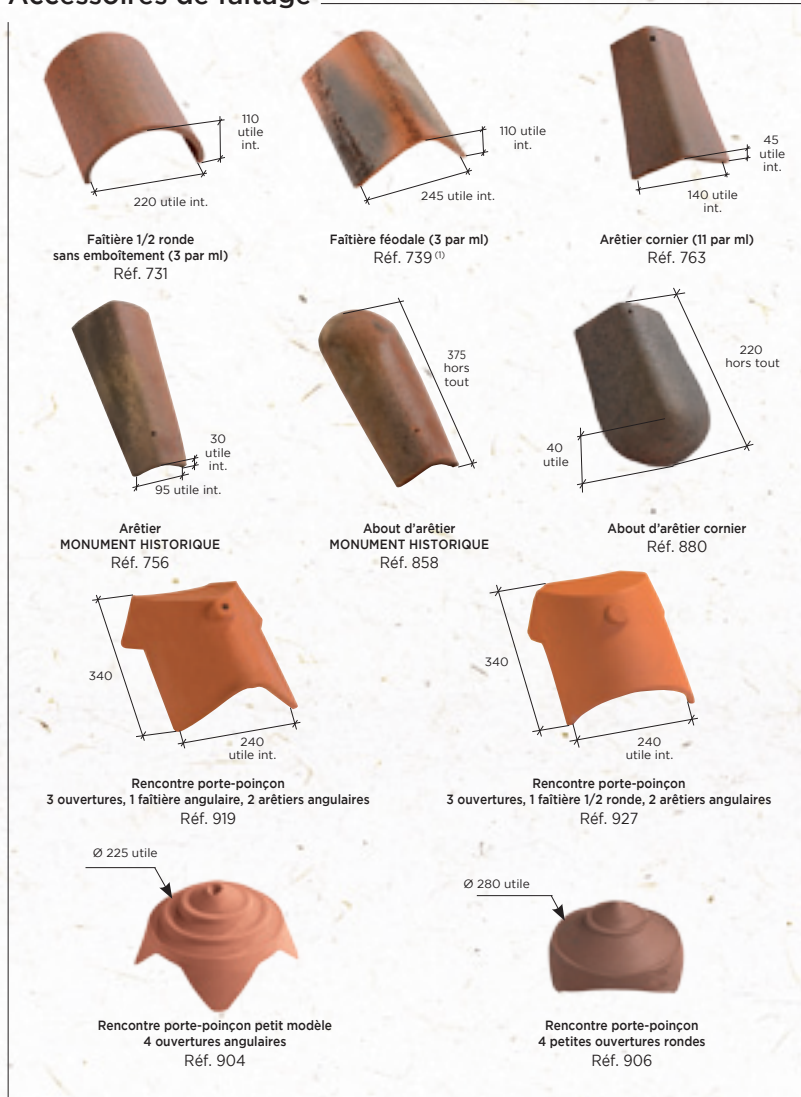 Accessoires de faîtage
110
utile
int.
220 utile int.
Faîtière 1/2 ronde
sans emboîtement (3 par ml)
Réf. 731
110 utile
int.
245 utile int.
Faîtière féodale (3 par ml)
Réf. 739 (1)
45
utile
int.
140 utile
int.
Arêtier cornier (11 par ml)
Réf. 763
30
utile
int.
95 utile int.
Arêtier
MONUMENT HISTORIQUE
Réf. 756
375
hors
tout
About d'arêtier
MONUMENT HISTORIQUE
Réf. 858
220
hors tout
40
utile
About d'arêtier cornier
Réf. 880
340
240
utile int.
Rencontre porte-poinçon
3 ouvertures, 1 faîtière angulaire, 2 arêtiers angulaires
Réf. 919
340
240
utile int.
Rencontre porte-poinçon
3 ouvertures, 1 faîtière 1/2 ronde, 2 arêtiers angulaires
Réf. 927
Ø 225 utile
Rencontre porte-poinçon petit modèle
4 ouvertures angulaires
Réf. 904
Ø 280 utile
Rencontre porte-poinçon
4 petites ouvertures rondes
Réf. 906